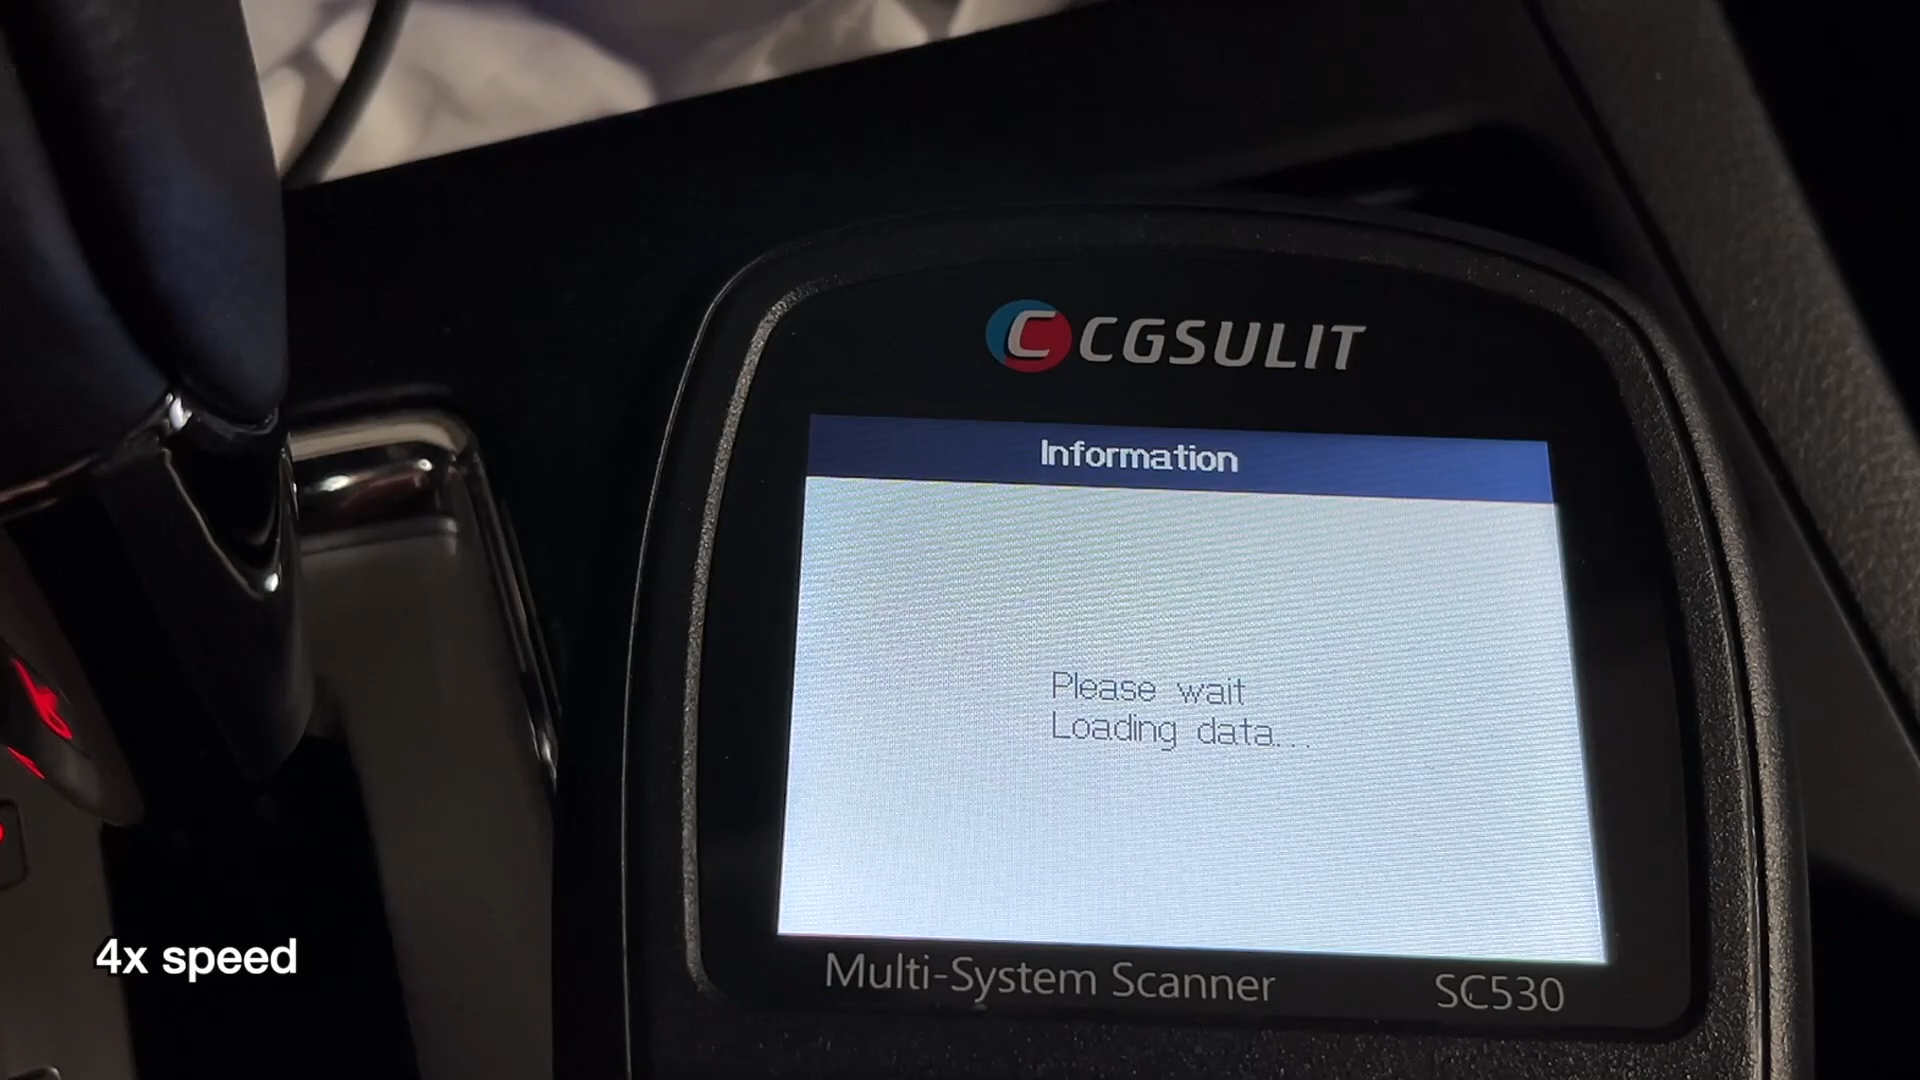 CGSULIT
Information
Please wait
Loading data...
Multi-System Scanner SC530
4x speed